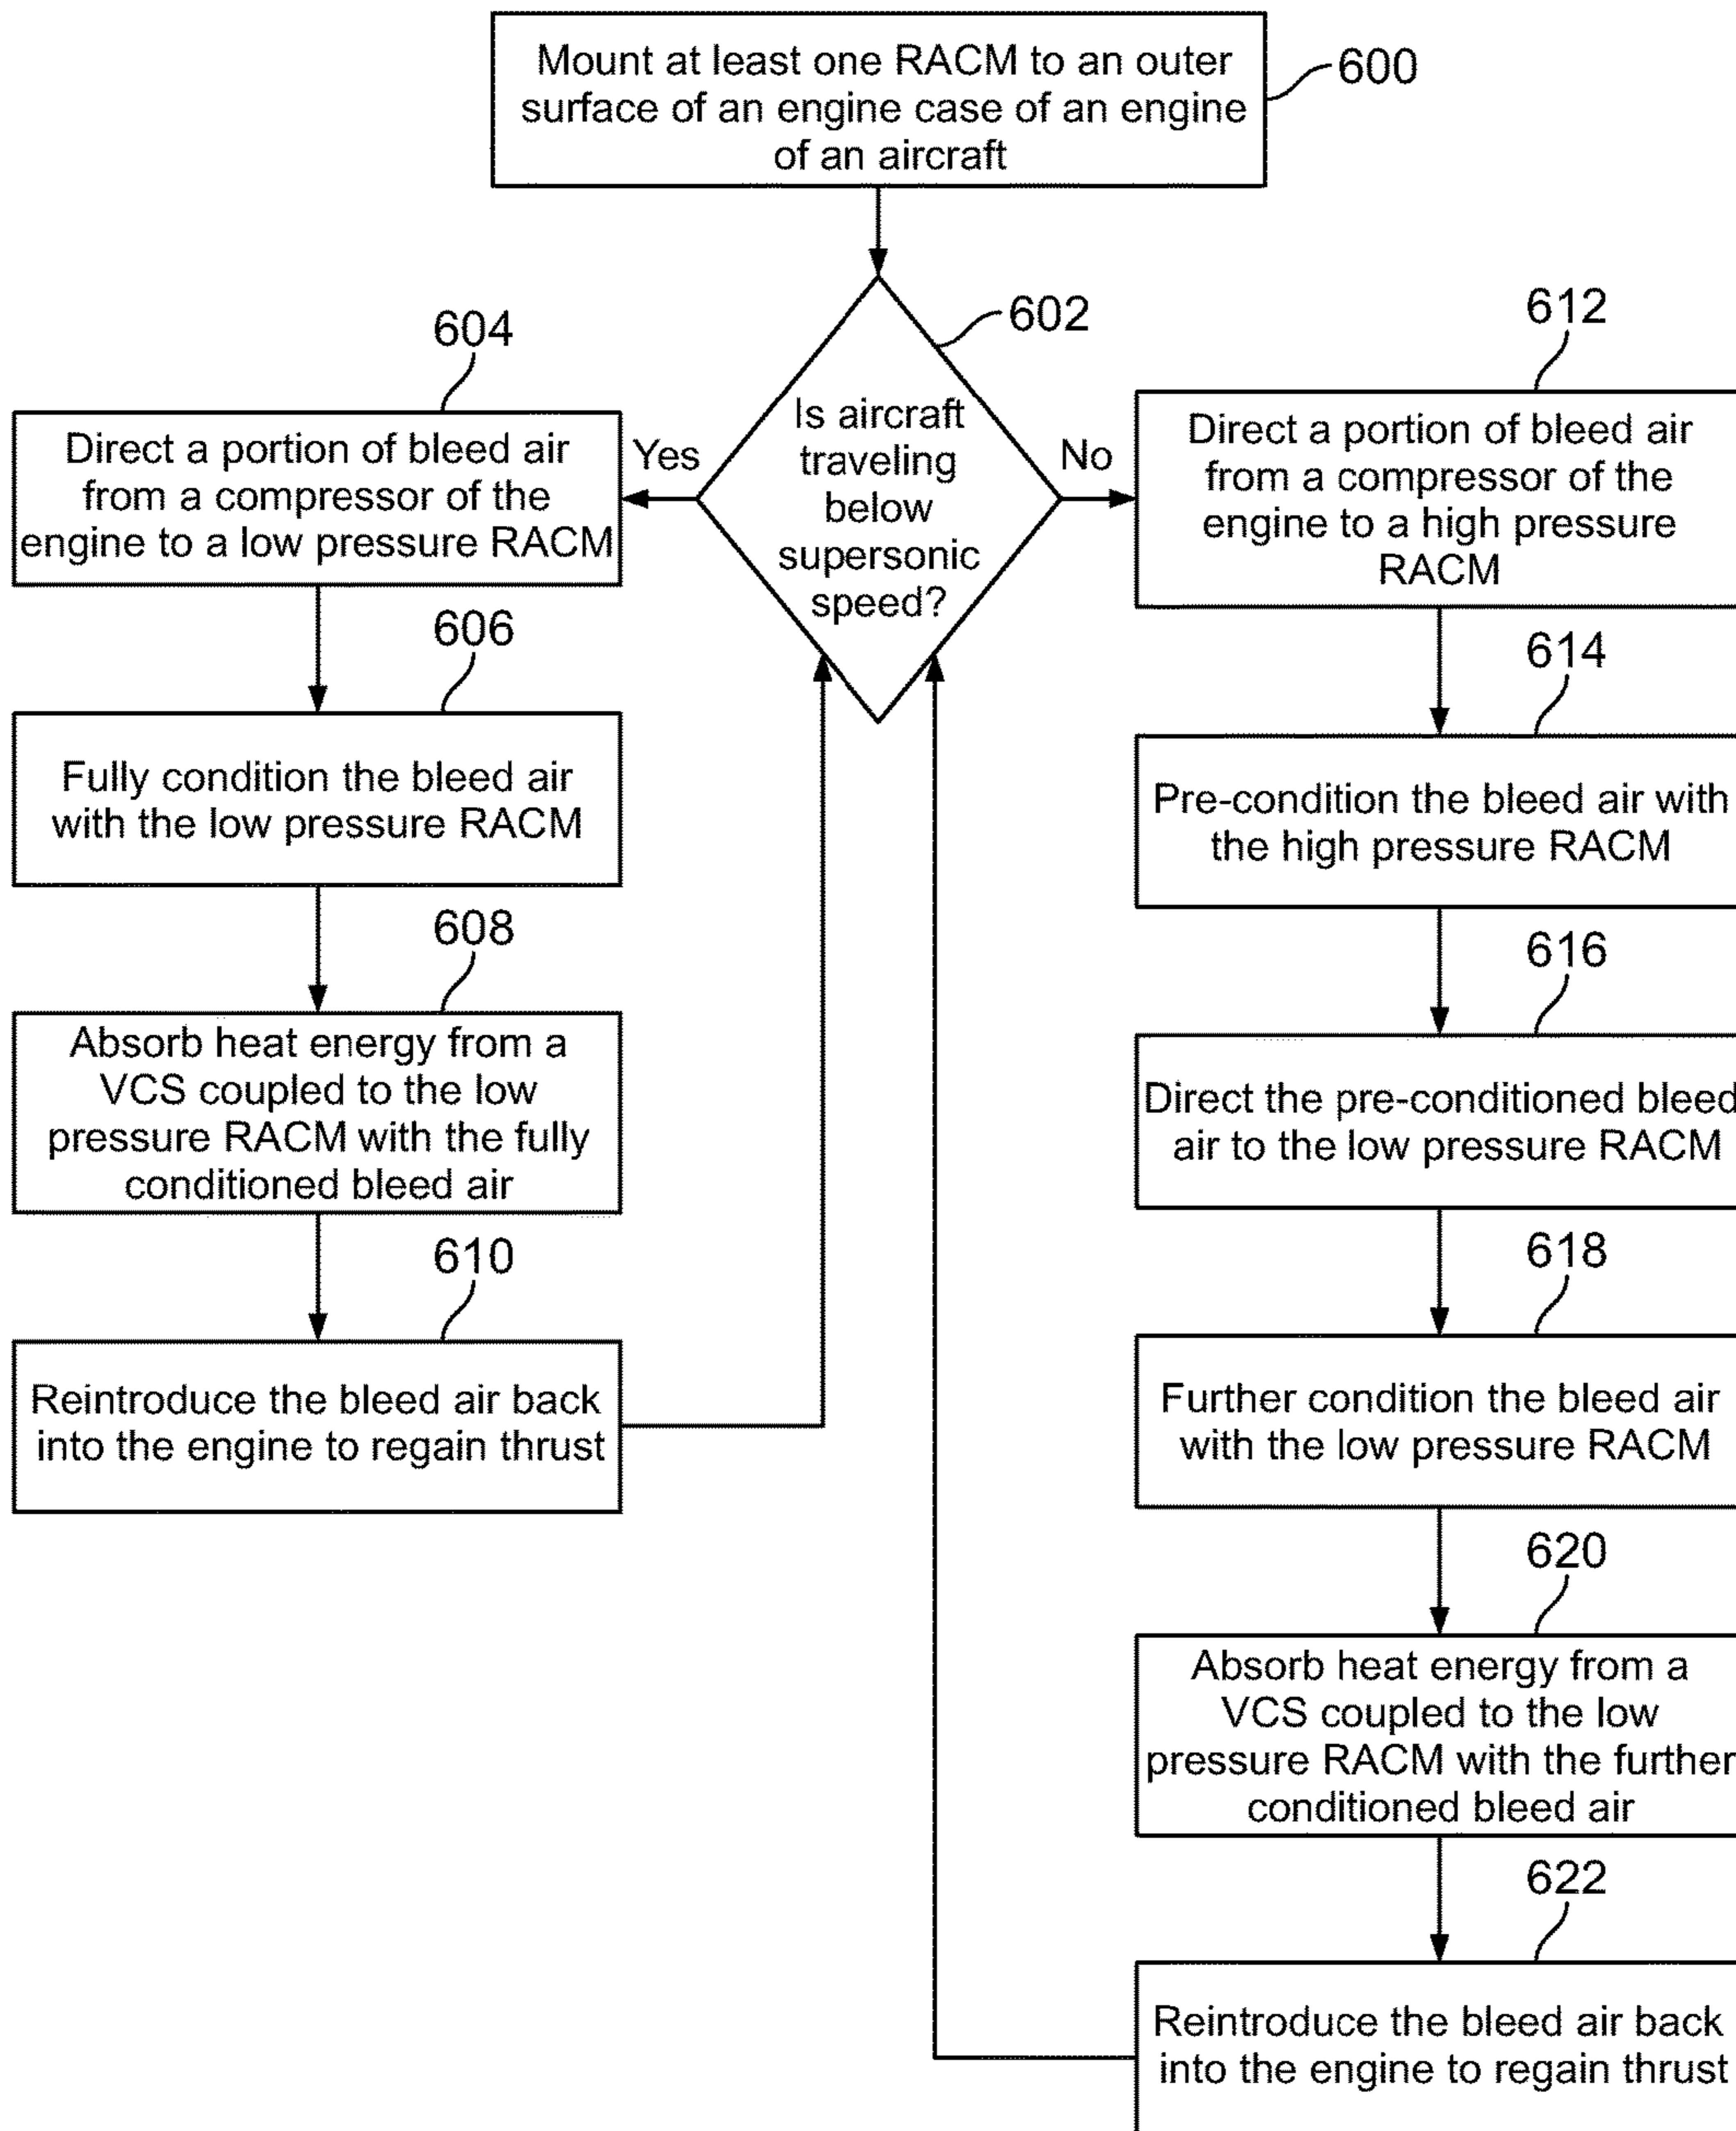 Mount at least one RACM to an outer
surface of an engine case of an engine
of an aircraft
600
602
Is aircraft
traveling
below
supersonic
speed?
Yes
No
604
Direct a portion of bleed air
from a compressor of the
engine to a low pressure RACM
606
Fully condition the bleed air
with the low pressure RACM
608
Absorb heat energy from a
VCS coupled to the low
pressure RACM with the fully
conditioned bleed air
610
Reintroduce the bleed air back
into the engine to regain thrust
612
Direct a portion of bleed air
from a compressor of the
engine to a high pressure
RACM
614
Pre-condition the bleed air with
the high pressure RACM
616
Direct the pre-conditioned bleed
air to the low pressure RACM
618
Further condition the bleed air
with the low pressure RACM
620
Absorb heat energy from a
VCS coupled to the low
pressure RACM with the further
conditioned bleed air
622
Reintroduce the bleed air back
into the engine to regain thrust